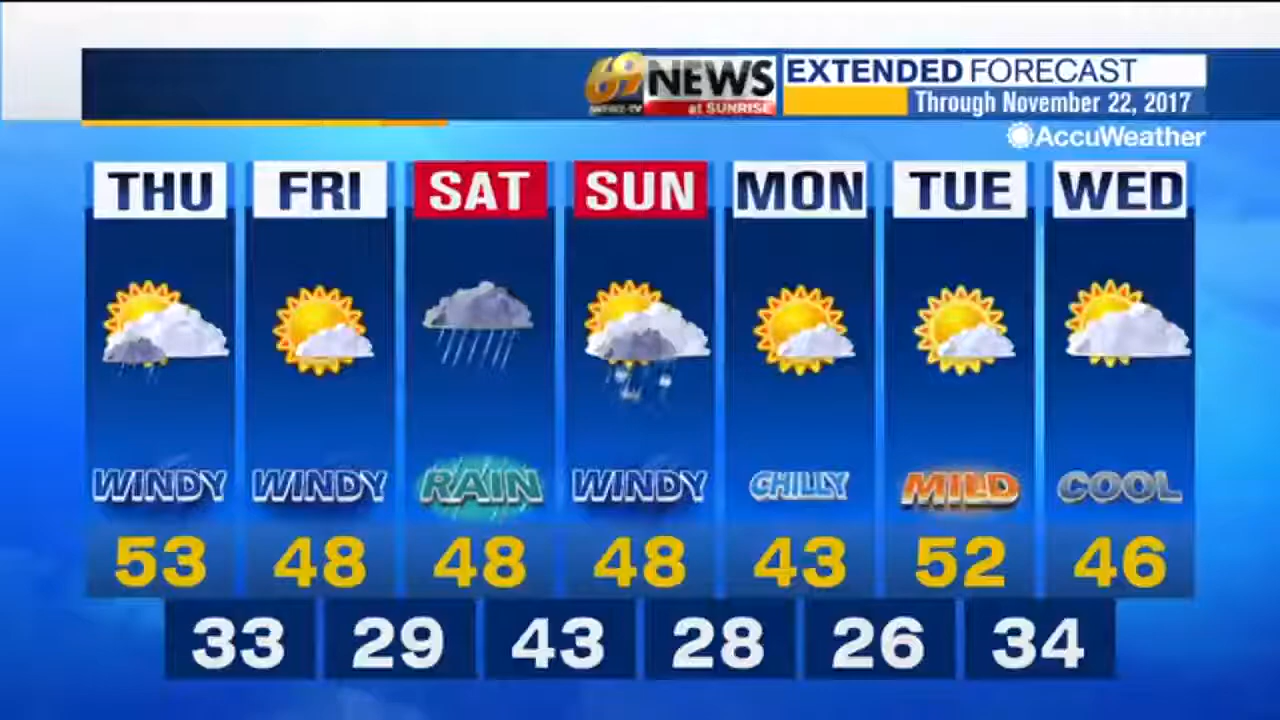 69 NEWS
WFMZ-TV at SUNRISE
EXTENDED FORECAST
Through November 22, 2017
AccuWeather
THU FRI SAT SUN MON TUE WED
WINDY WINDY RAIN WINDY CHILLY MILD COOL
53 48 48 48 43 52 46
33 29 43 28 26 34